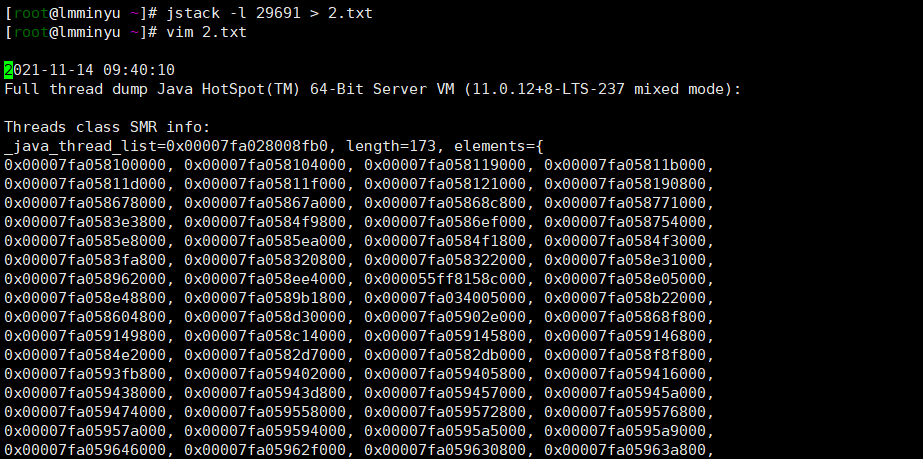 [root@lmminyu ~]# jstack -l 29691 > 2.txt
[root@lmminyu ~]# vim 2.txt
2021-11-14 09:40:10
Full thread dump Java HotSpot(TM) 64-Bit Server VM (11.0.12+8-LTS-237 mixed mode):
Threads class SMR info:
_java_thread_list=0x00007fa028008fb0, length=173, elements={
0x00007fa058100000, 0x00007fa058104000, 0x00007fa058119000, 0x00007fa05811b000,
0x00007fa05811d000, 0x00007fa05811f000, 0x00007fa058121000, 0x00007fa058190800,
0x00007fa058678000, 0x00007fa05867a000, 0x00007fa05868c800, 0x00007fa058771000,
0x00007fa0583e3800, 0x00007fa0584f9800, 0x00007fa0586ef000, 0x00007fa058754000,
0x00007fa0585e8000, 0x00007fa0585ea000, 0x00007fa0584f1800, 0x00007fa0584f3000,
0x00007fa0583fa800, 0x00007fa058320800, 0x00007fa058322000, 0x00007fa058e31000,
0x00007fa058962000, 0x00007fa058ee4000, 0x000055ff8158c000, 0x00007fa058e05000,
0x00007fa058e48800, 0x00007fa0589b1800, 0x00007fa034005000, 0x00007fa058b22000,
0x00007fa058604800, 0x00007fa058d30000, 0x00007fa05902e000, 0x00007fa05868f800,
0x00007fa059149800, 0x00007fa058c14000, 0x00007fa059145800, 0x00007fa059146800,
0x00007fa0584e2000, 0x00007fa0582d7000, 0x00007fa0582db000, 0x00007fa058f8f800,
0x00007fa0593fb800, 0x00007fa059402000, 0x00007fa059405800, 0x00007fa059416000,
0x00007fa059438000, 0x00007fa05943d800, 0x00007fa059457000, 0x00007fa05945a000,
0x00007fa059474000, 0x00007fa059558000, 0x00007fa059572800, 0x00007fa059576800,
0x00007fa05957a000, 0x00007fa059594000, 0x00007fa0595a5000, 0x00007fa0595a9000,
0x00007fa059646000, 0x00007fa05962f000, 0x00007fa059630800, 0x00007fa05963a800,